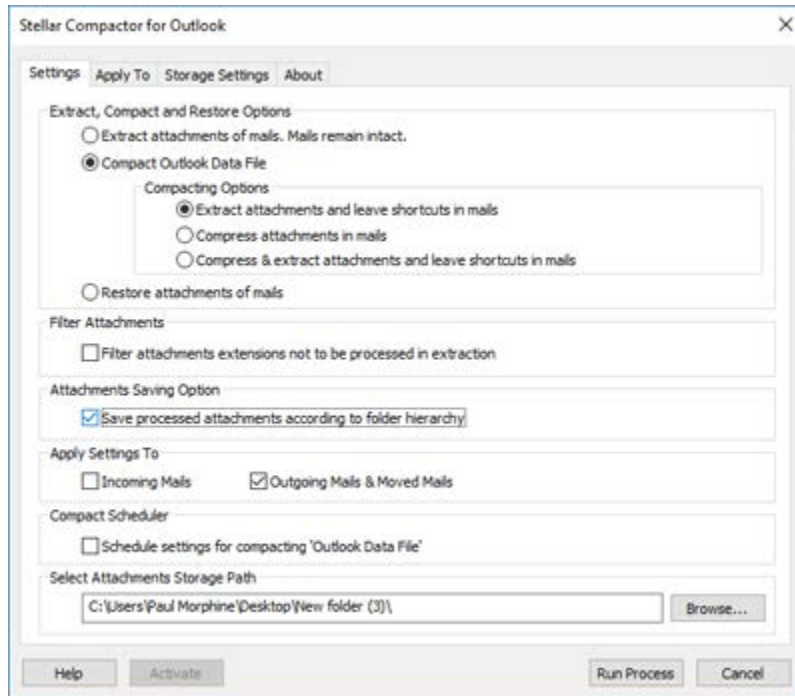 Stellar Compactor for Outlook
Settings Apply To Storage Settings About
Extract, Compact and Restore Options
Extract attachments of mails. Mails remain intact.
Compact Outlook Data File
Compacting Options
Extract attachments and leave shortcuts in mails
Compress attachments in mails
Compress & extract attachments and leave shortcuts in mails
Restore attachments of mails
Filter Attachments
Filter attachments extensions not to be processed in extraction
Attachments Saving Option
Save processed attachments according to folder hierarchy
Apply Settings To
Incoming Mails Outgoing Mails & Moved Mails
Compact Scheduler
Schedule settings for compacting 'Outlook Data File'
Select Attachments Storage Path
C:\Users\Paul Morphine\Desktop\New folder (3)\ Browse...
Help Activate Run Process Cancel